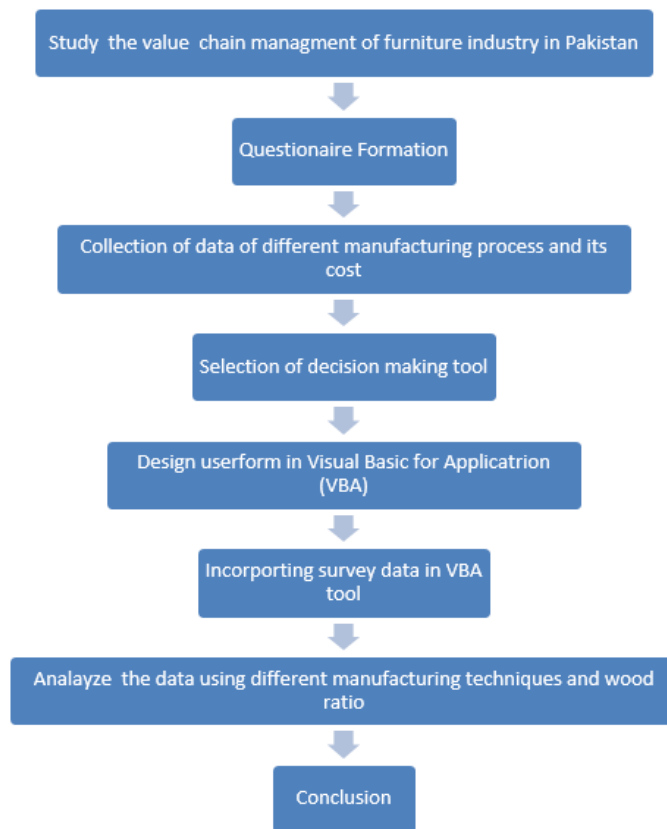 Study the value chain managment of furniture industry in Pakistan
Questionaire Formation
Collection of data of different manufacturing process and its
cost
Selection of decision making tool
Design userform in Visual Basic for Applicatrion
(VBA)
Incorporting survey data in VBA
tool
Analayze the data using different manufacturing techniques and wood
ratio
Conclusion